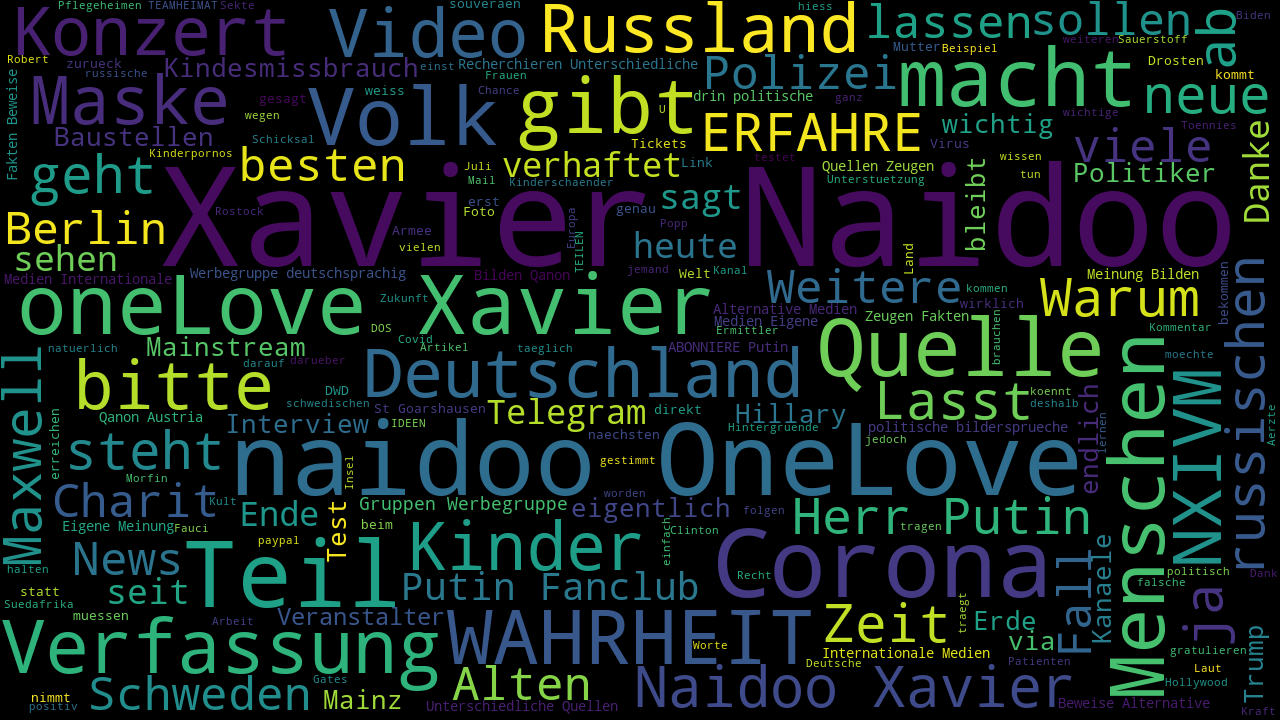 Pflegeheimen
TEAMHEIMAT
Sekte
souveraen
hiess
Biden
Konzert
Video
Russland
lassen
sollen
ab
weiteren
Sauerstoff
Mutter
Beispiel
Robert
zurueck
russische
Kindesmissbrauch
einst
Recherchieren Unterschiedliche
Frauen
Polizei
macht
Drosten
kommt
Fakten Beweise
Maske
gesagt
wegen
weiss
Volk
Chance
gibt
U
drin politische
ganz
neue
wichtige
Baustellen
Schicksal
Tickets
ERFAHRE
wichtig
Virus
viele
Toennies
Danke
Kinderpornos
geht
besten
Juli
verhaftet
Link
testet
Quellen Zeugen
wissen
tun
Politiker
Mail
Kinderschaender
Unterstuetzung
bleibt
Xavier Naidoo
sagt
erst
Foto
genau
Rostock
Popp
Armee
vielen
Europa
TEILEN
heute
Land
Berlin
sehen
Medien Internationale
Werbegruppe deutschsprachig
Bilden Qanon
jemand
Welt
Kanal
Weitere
kommen
wirklich
Meinung Bilden
bekommen
russischen
oneLove Xavier
Zukunft
DOS
Covid
Artikel
Alternative Medien
Medien Eigene
Ermittler
Zeugen Fakten
brauchen
Warum
Kommentar
Mainstream
natuerlich
darauf
darueber
taeglich
ABONNIERE Putin
Quelle
moechte
Maxwell
bitte
DWD
schwedischen
Deutschland
Lasst
koennt
deshalb
Menschen
NXIVM
Qanon Austria
St Goarshausen
Interview
IDEEN
Telegram
direkt
Hillary
Hintergruende
politische bildersprueche
jedoch
endlich
lernen
Aerzte
erreichen
steht
naidoo OneLove
naechsten
gestimmt
Morfin
Insel
Charit
Kult
Ende
Test
Gruppen Werbegruppe
worden
eigentlich
folgen
Herr Putin
tragen
Eigene Meinung
Fauci
beim
Clinton
einfach
News
paypal
Kinder
Corona
Recht
Fall
Kanaele
halten
Teil
politisch
falsche
Dank
statt
seit
Putin Fanclub
ja
Suedafrika
muessen
Arbeit
Veranstalter
WAHRHEIT
Zeit
traegt
Erde
via
Verfassung
Worte
Internationale Medien
Deutsche
Patienten
gratulieren
Laut
Trump
Schweden
Gates
Mainz
Alten
Naidoo Xavier
Hollywood
nimmt
positiv
Unterschiedliche Quellen
Beweise Alternative
Kraft